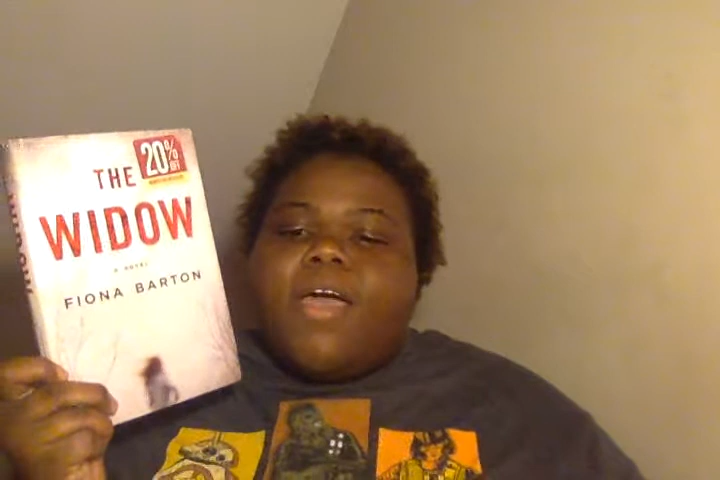 THE
20% OFF
WIDOW
A NOVEL
FIONA BARTON